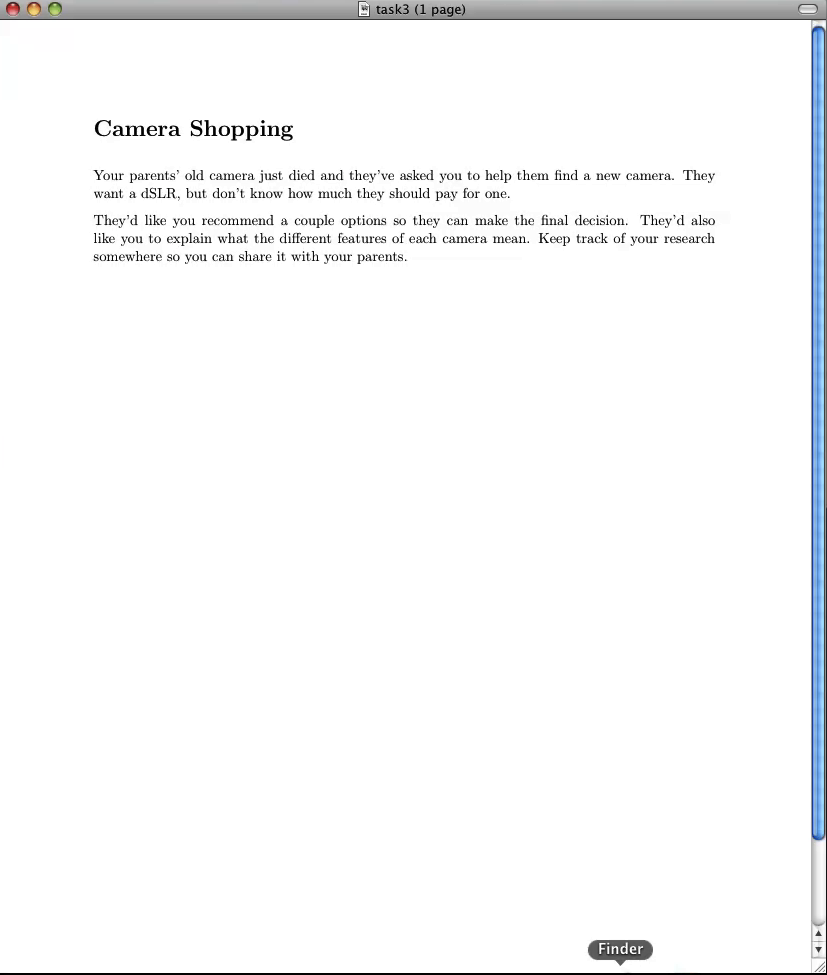 task3 (1 page)
Camera Shopping
Your parents' old camera just died and they've asked you to help them find a new camera. They
want a dSLR, but don't know how much they should pay for one.
They'd like you recommend a couple options so they can make the final decision. They'd also
like you to explain what the different features of each camera mean. Keep track of your research
somewhere so you can share it with your parents.
Finder